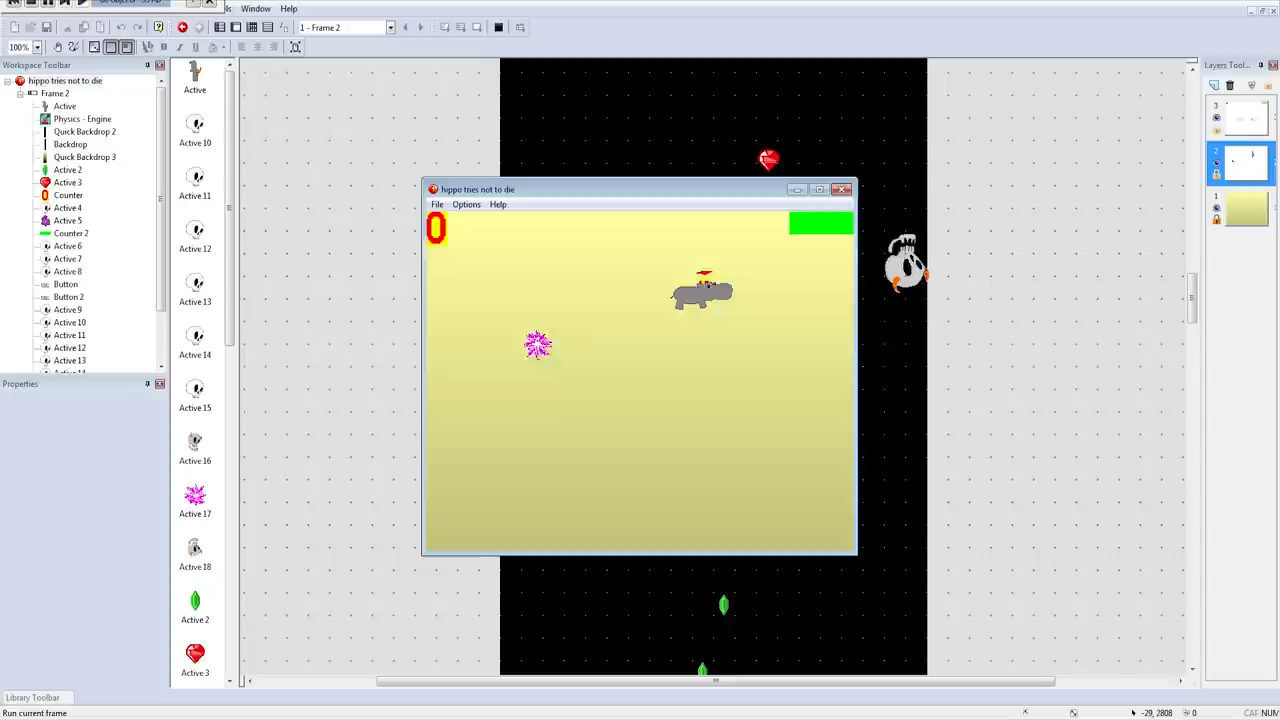 Window Help
1 - Frame 2
100%
Workspace Toolbar
hippo tries not to die
Frame 2
Active
Physics - Engine
Quick Backdrop 2
Backdrop
Quick Backdrop 3
Active 2
Active 3
Counter
Active 4
Active 5
Counter 2
Active 6
Active 7
Active 8
Button
Button 2
Active 9
Active 10
Active 11
Active 12
Active 13
Properties
Active
Active 10
Active 11
Active 12
Active 13
Active 14
Active 15
Active 16
Active 17
Active 18
Active 2
Active 3
hippo tries not to die
File Options Help
0
Layers Tool...
3
2
1
Library Toolbar
Run current frame
-29, 2808
0
CAF NUM